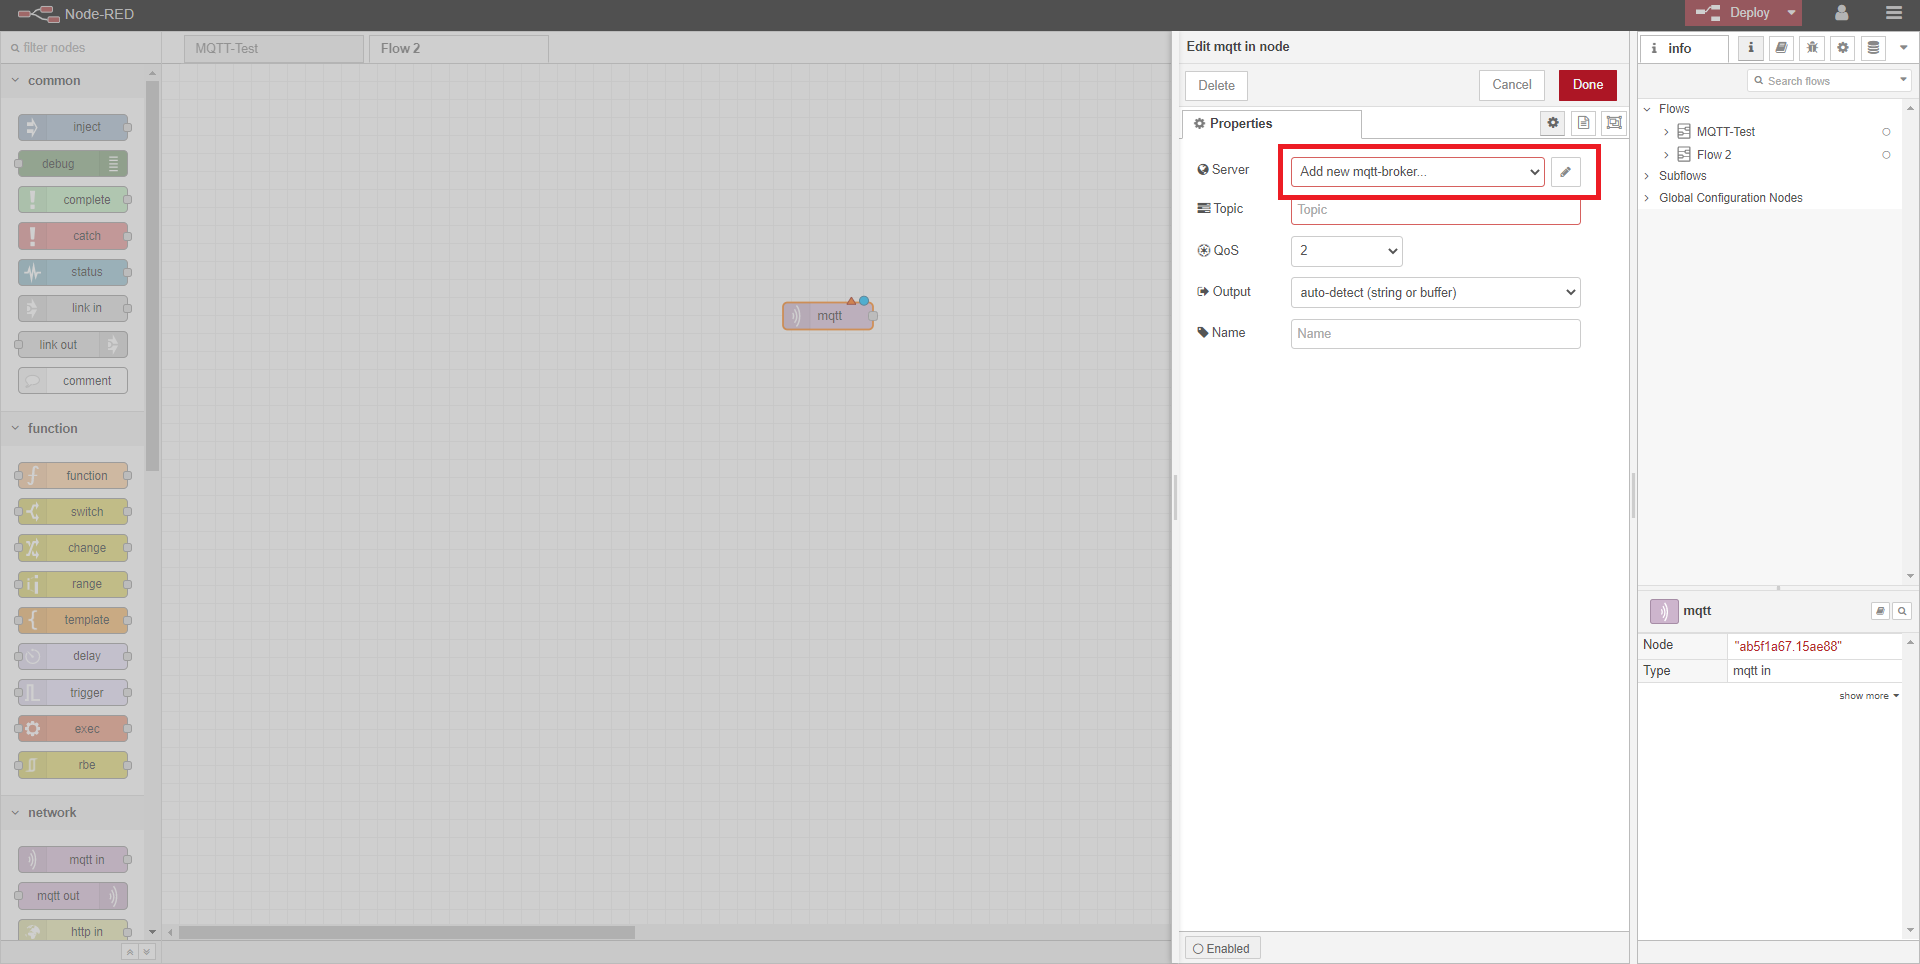 Node-RED
Deploy
filter nodes
MQTT-Test
Flow 2
common
inject
debug
complete
catch
status
link in
link out
comment
function
function
switch
change
range
template
delay
trigger
exec
rbe
network
mqtt in
mqtt out
http in
mqtt
Edit mqtt in node
Delete
Cancel
Done
Properties
Server
Add new mqtt-broker...
Topic
Topic
QoS
2
Output
auto-detect (string or buffer)
Name
Name
Enabled
i info
i
Search flows
Flows
MQTT-Test
Flow 2
Subflows
Global Configuration Nodes
mqtt
Node "ab5f1a67.15ae88"
Type mqtt in
show more